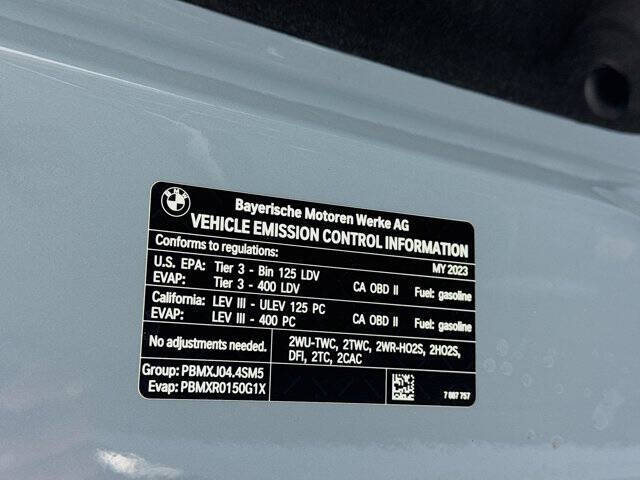 BMW
Bayerische Motoren Werke AG
VEHICLE EMISSION CONTROL INFORMATION
Conforms to regulations: MY 2023
U.S. EPA: Tier 3 - Bin 125 LDV
EVAP: Tier 3 - 400 LDV CA OBD II Fuel: gasoline
California: LEV III - ULEV 125 PC
EVAP: LEV III - 400 PC CA OBD II Fuel: gasoline
No adjustments needed.
2WU-TWC, 2TWC, 2WR-HO2S, 2HO2S,
DFI, 2TC, 2CAC
Group: PBMXJ04.4SM5
Evap: PBMXR0150G1X
7 887 757